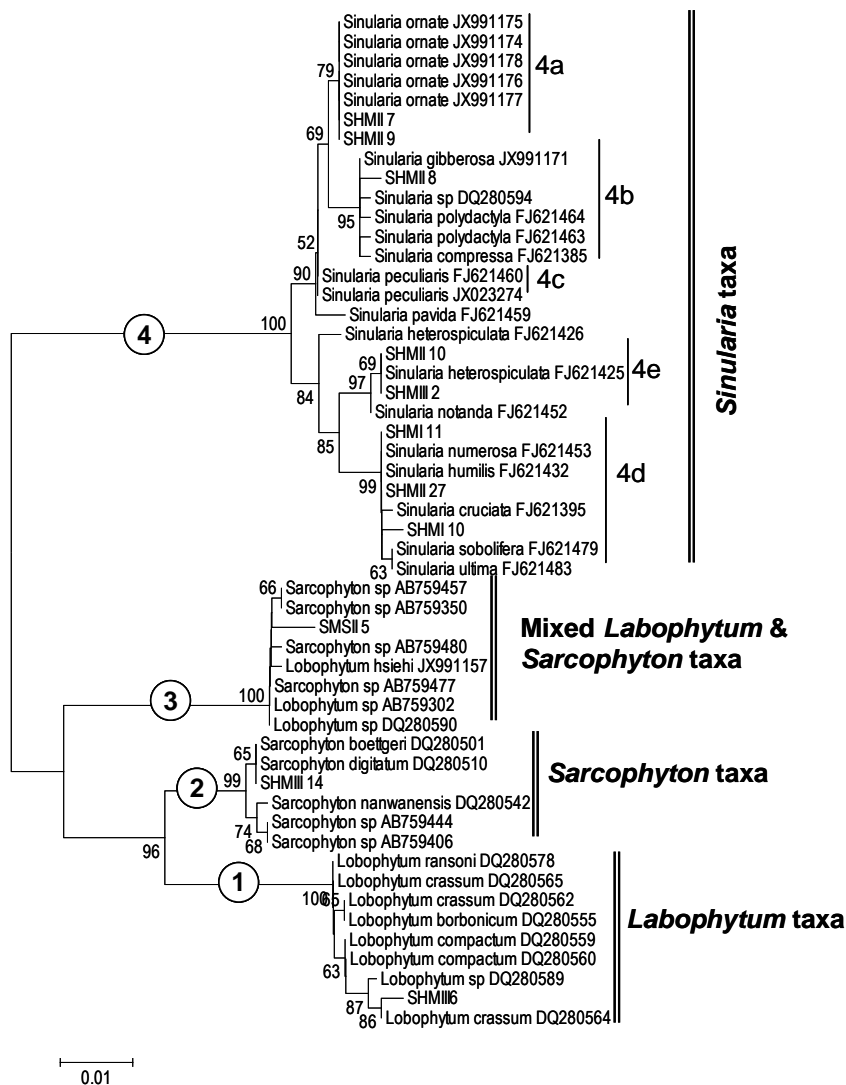 Sinularia ornate JX991175
Sinularia ornate JX991174
Sinularia ornate JX991178
Sinularia ornate JX991176
Sinularia ornate JX991177
SHMII 7
SHMII 9
79
4a
69
Sinularia gibberosa JX991171
SHMII 8
Sinularia sp DQ280594
Sinularia polydactyla FJ621464
Sinularia polydactyla FJ621463
Sinularia compressa FJ621385
95
4b
52
90
Sinularia peculiaris FJ621460
Sinularia peculiaris JX023274
4c
Sinularia pavida FJ621459
100
4
Sinularia heterospiculata FJ621426
SHMII 10
Sinularia heterospiculata FJ621425
SHMIII 2
Sinularia notanda FJ621452
69
97
4e
84
85
SHMI 11
Sinularia numerosa FJ621453
Sinularia humilis FJ621432
SHMII 27
Sinularia cruciata FJ621395
SHMI 10
Sinularia sobolifera FJ621479
Sinularia ultima FJ621483
99
63
4d
Sinularia taxa
66
Sarcophyton sp AB759457
Sarcophyton sp AB759350
SMSII 5
Sarcophyton sp AB759480
Lobophytum hsiehi JX991157
Sarcophyton sp AB759477
Lobophytum sp AB759302
Lobophytum sp DQ280590
100
3
Mixed Labophytum &
Sarcophyton taxa
Sarcophyton boettgeri DQ280501
Sarcophyton digitatum DQ280510
SHMIII 14
Sarcophyton nanwanensis DQ280542
Sarcophyton sp AB759444
Sarcophyton sp AB759406
65
99
74
68
2
Sarcophyton taxa
96
1
Lobophytum ransoni DQ280578
Lobophytum crassum DQ280565
Lobophytum crassum DQ280562
Lobophytum borbonicum DQ280555
Lobophytum compactum DQ280559
Lobophytum compactum DQ280560
Lobophytum sp DQ280589
SHMIII6
Lobophytum crassum DQ280564
100
65
63
87
86
Labophytum taxa
0.01